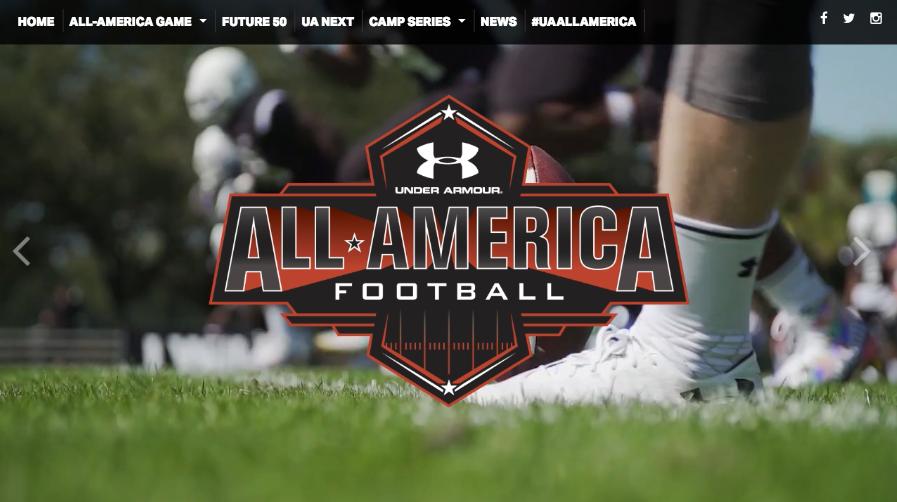 HOME ALL-AMERICA GAME FUTURE 50 UA NEXT CAMP SERIES NEWS #UAALLAMERICA
UNDER ARMOUR.
ALL★AMERICA
FOOTBALL